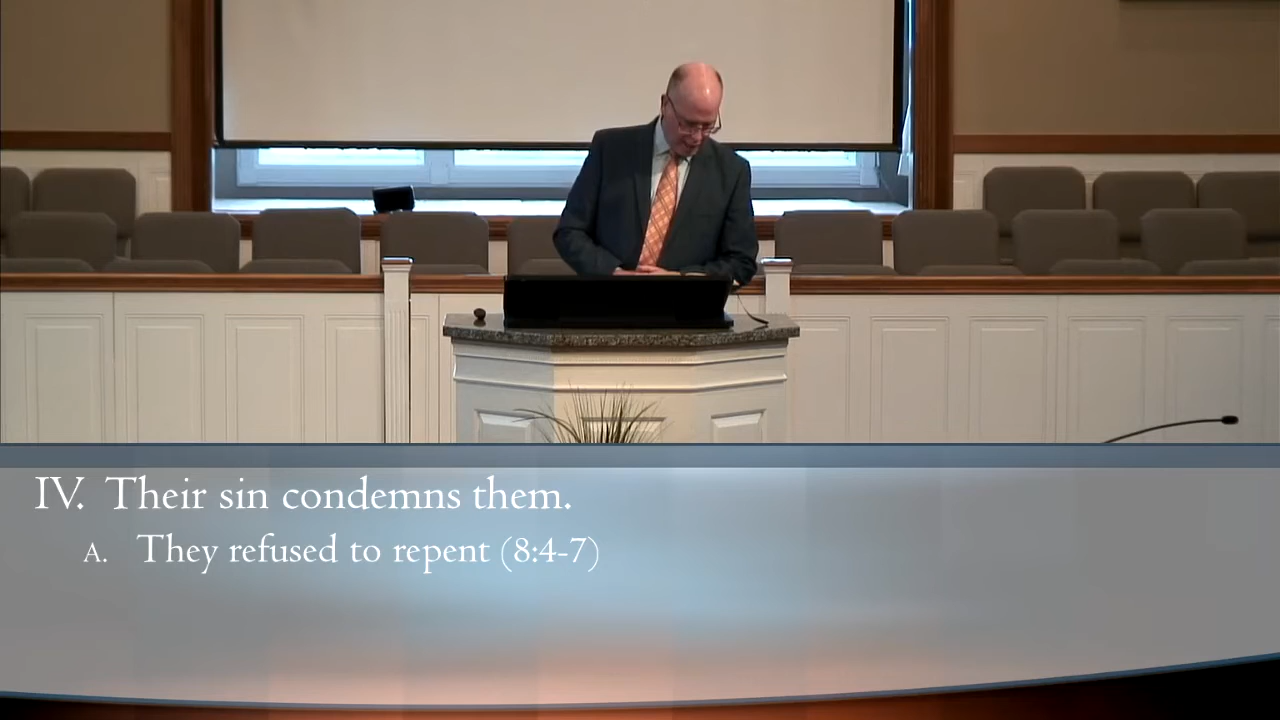 IV. Their sin condemns them.
A. They refused to repent (8:4-7)